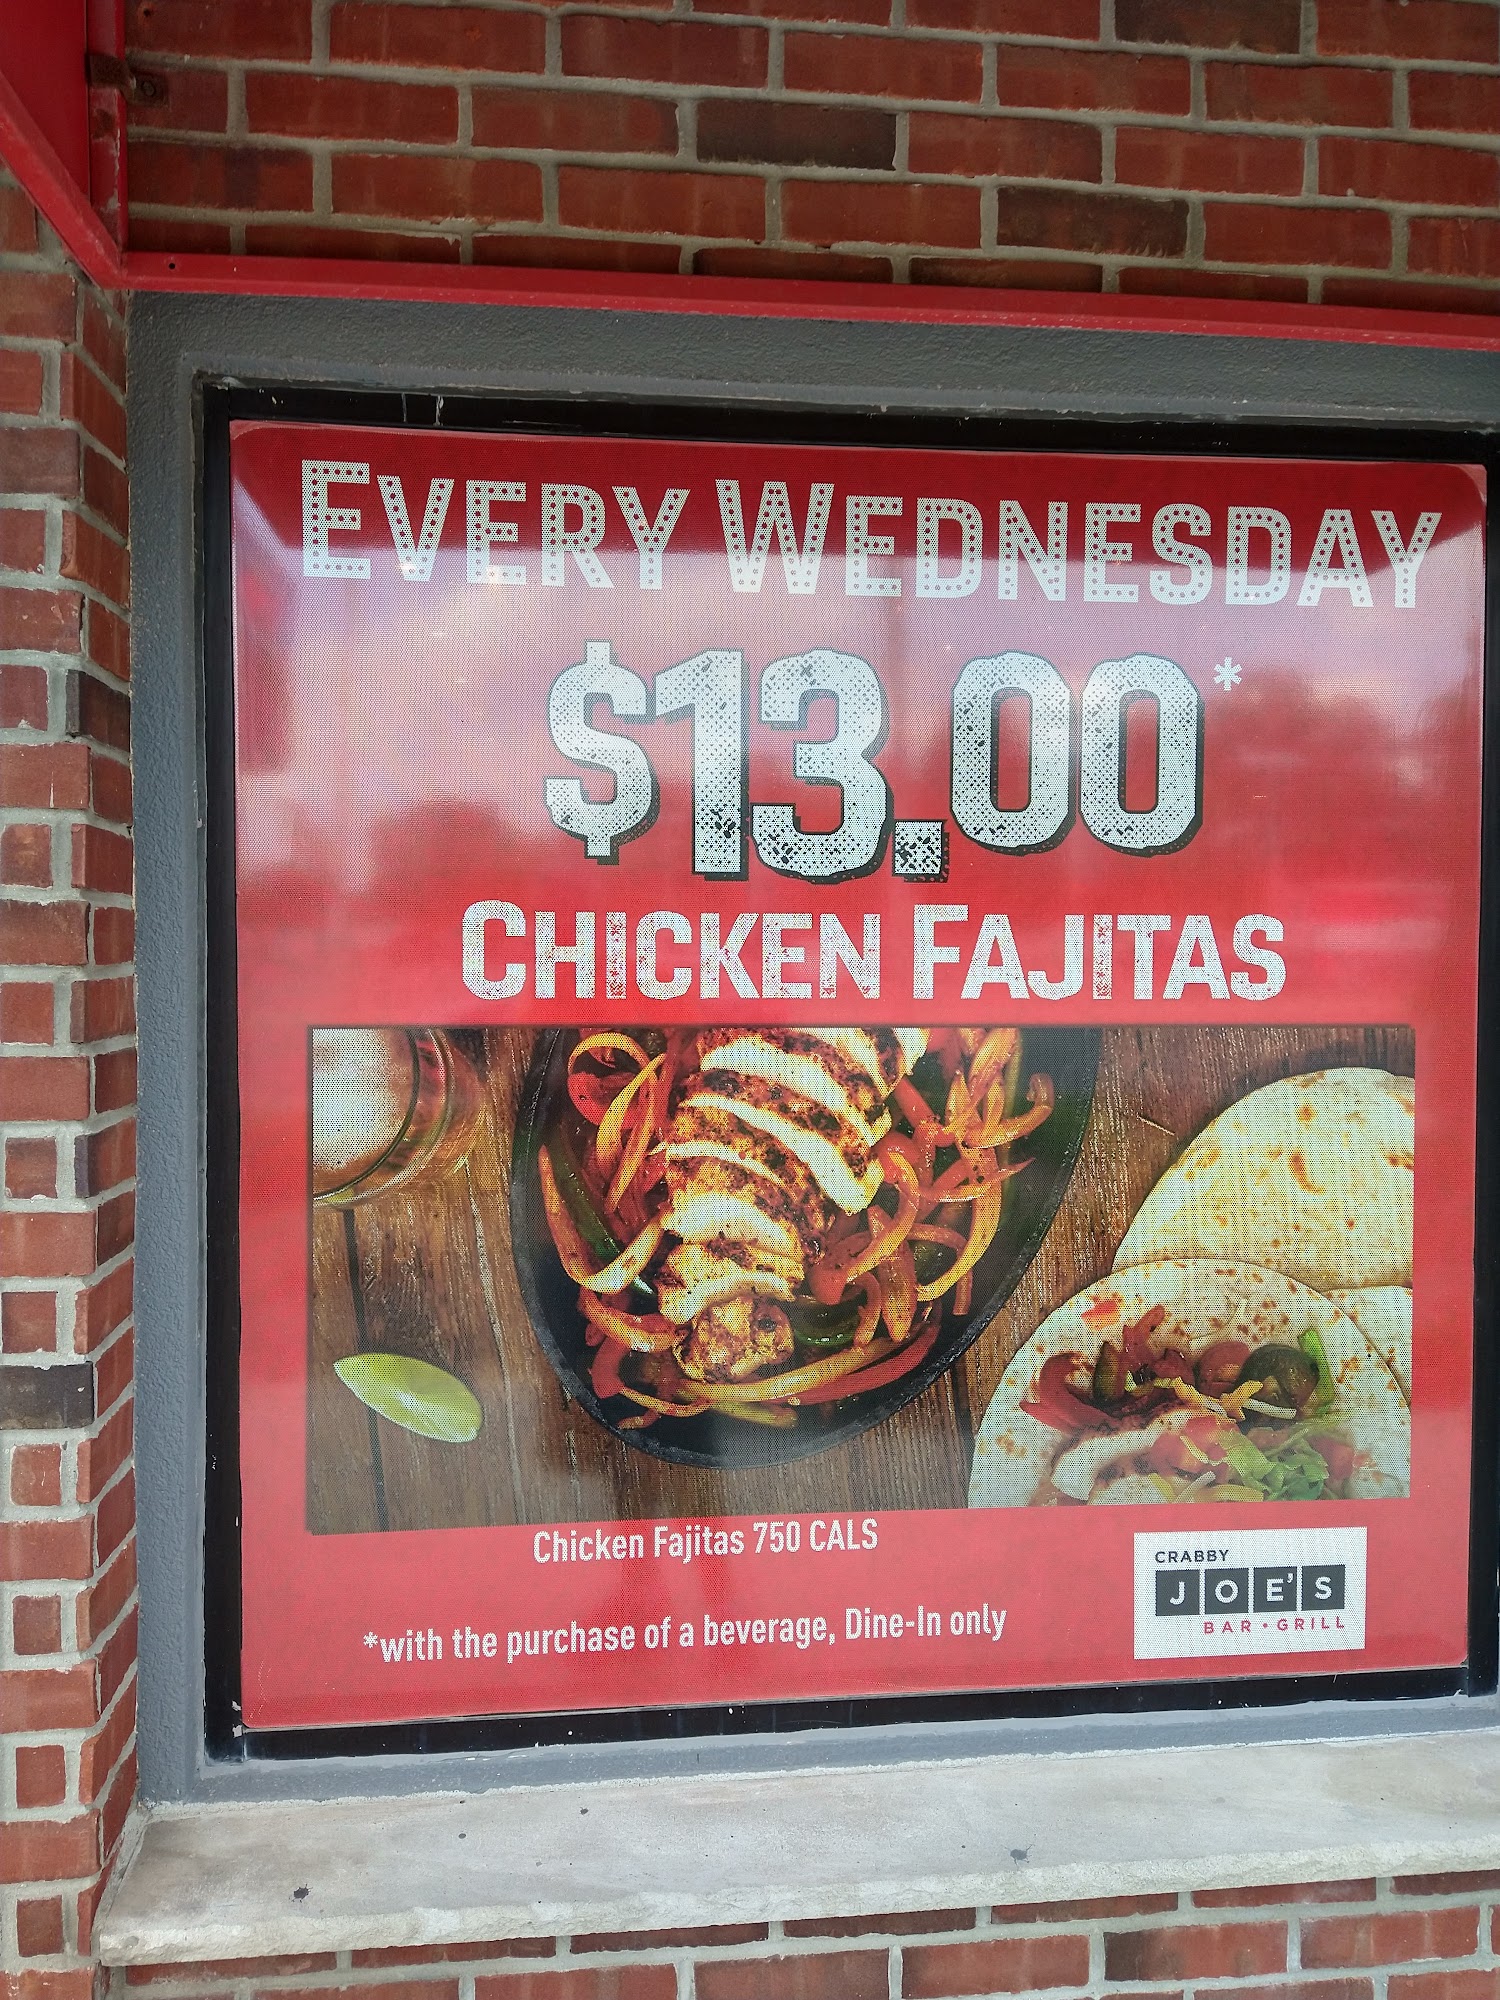 EVERY WEDNESDAY
$13.00*
CHICKEN FAJITAS
Chicken Fajitas 750 CALS
*with the purchase of a beverage, Dine-In only
CRABBY
JOE'S
BAR • GRILL